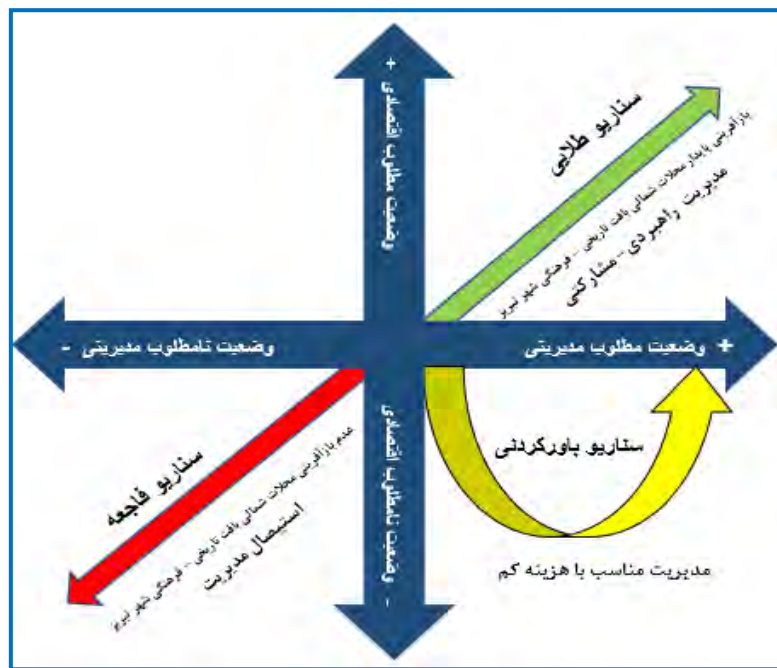 وضعیت مطلوب اقتصادی +
سناریو طلایی
بازآفرینی پایدار محلات شمالی بافت تاریخی - فرهنگی شهر تبریز
مدیریت راهبردی - مشارکتی
وضعیت مطلوب مدیریتی +
وضعیت نامطلوب مدیریتی -
سناریو باورکردنی
مدیریت مناسب با هزینه کم
سناریو فاجعه
عدم بازآفرینی محلات شمالی بافت تاریخی - فرهنگی شهر تبریز
استیصال مدیریت
وضعیت نامطلوب اقتصادی -